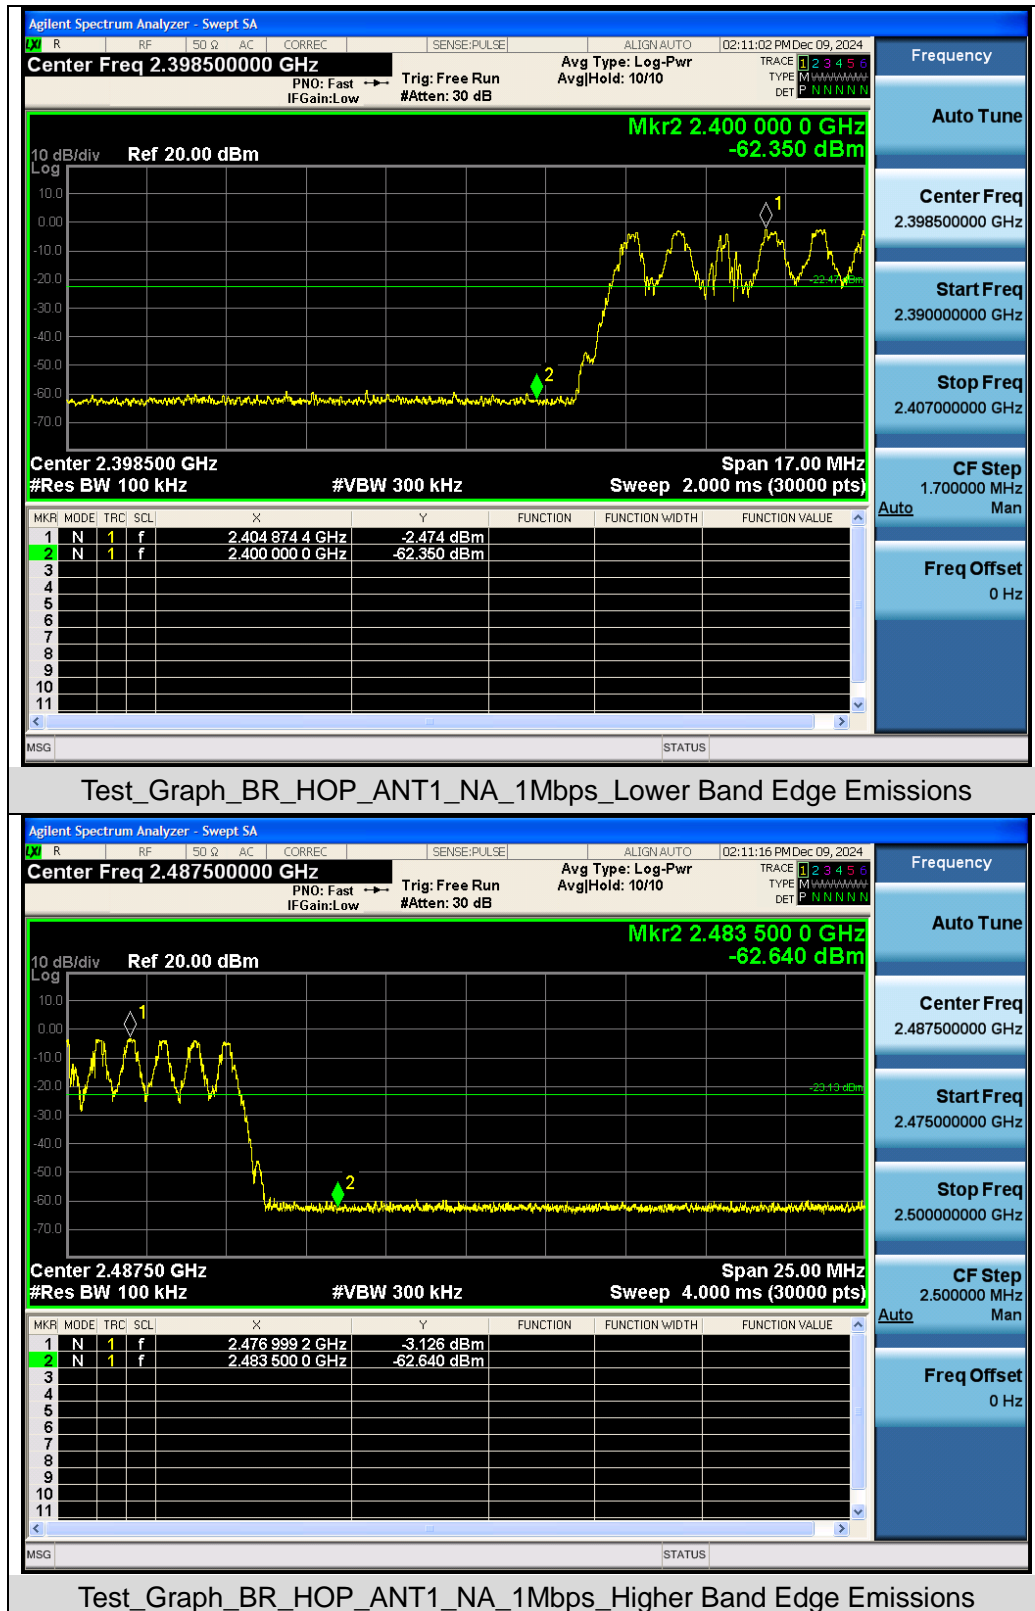 Agilent Spectrum Analyzer - Swept SA
LXI R RF 50 Ω AC CORREC SENSE:PULSE ALIGN AUTO 02:11:02 PM Dec 09, 2024
Center Freq 2.398500000 GHz
PNO: Fast
IFGain:Low
Trig: Free Run
#Atten: 30 dB
Avg Type: Log-Pwr
Avg|Hold: 10/10
TRACE 1 2 3 4 5 6
TYPE M
DET P N N N N N
Mkr2 2.400 000 0 GHz
-62.350 dBm
10 dB/div Ref 20.00 dBm
Log
10.0
0.00
-10.0
-20.0
-30.0
-40.0
-50.0
-60.0
-70.0
1
2
-22.47 dBm
Center 2.398500 GHz Span 17.00 MHz
#Res BW 100 kHz #VBW 300 kHz Sweep 2.000 ms (30000 pts)
MKR MODE TRC SCL X Y FUNCTION FUNCTION WIDTH FUNCTION VALUE
1 N 1 f 2.404 874 4 GHz -2.474 dBm
2 N 1 f 2.400 000 0 GHz -62.350 dBm
3
4
5
6
7
8
9
10
11
MSG STATUS
Frequency
Auto Tune
Center Freq
2.398500000 GHz
Start Freq
2.390000000 GHz
Stop Freq
2.407000000 GHz
CF Step
1.700000 MHz
Auto Man
Freq Offset
0 Hz
Test_Graph_BR_HOP_ANT1_NA_1Mbps_Lower Band Edge Emissions
Agilent Spectrum Analyzer - Swept SA
LXI R RF 50 Ω AC CORREC SENSE:PULSE ALIGN AUTO 02:11:16 PM Dec 09, 2024
Center Freq 2.487500000 GHz
PNO: Fast
IFGain:Low
Trig: Free Run
#Atten: 30 dB
Avg Type: Log-Pwr
Avg|Hold: 10/10
TRACE 1 2 3 4 5 6
TYPE M
DET P N N N N N
Mkr2 2.483 500 0 GHz
-62.640 dBm
10 dB/div Ref 20.00 dBm
Log
10.0
0.00
-10.0
-20.0
-30.0
-40.0
-50.0
-60.0
-70.0
1
2
-23.13 dBm
Center 2.48750 GHz Span 25.00 MHz
#Res BW 100 kHz #VBW 300 kHz Sweep 4.000 ms (30000 pts)
MKR MODE TRC SCL X Y FUNCTION FUNCTION WIDTH FUNCTION VALUE
1 N 1 f 2.476 999 2 GHz -3.126 dBm
2 N 1 f 2.483 500 0 GHz -62.640 dBm
3
4
5
6
7
8
9
10
11
MSG STATUS
Frequency
Auto Tune
Center Freq
2.487500000 GHz
Start Freq
2.475000000 GHz
Stop Freq
2.500000000 GHz
CF Step
2.500000 MHz
Auto Man
Freq Offset
0 Hz
Test_Graph_BR_HOP_ANT1_NA_1Mbps_Higher Band Edge Emissions